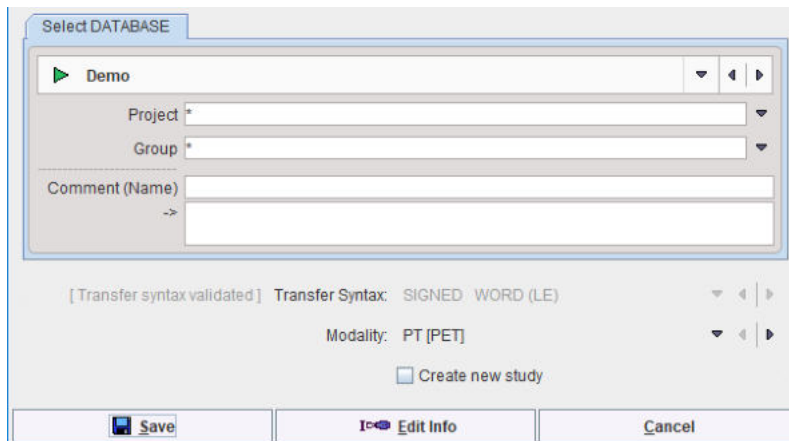 Select DATABASE
Demo
Project *
Group *
Comment (Name)
->
[ Transfer syntax validated ] Transfer Syntax: SIGNED WORD (LE)
Modality: PT [PET]
Create new study
Save Edit Info Cancel